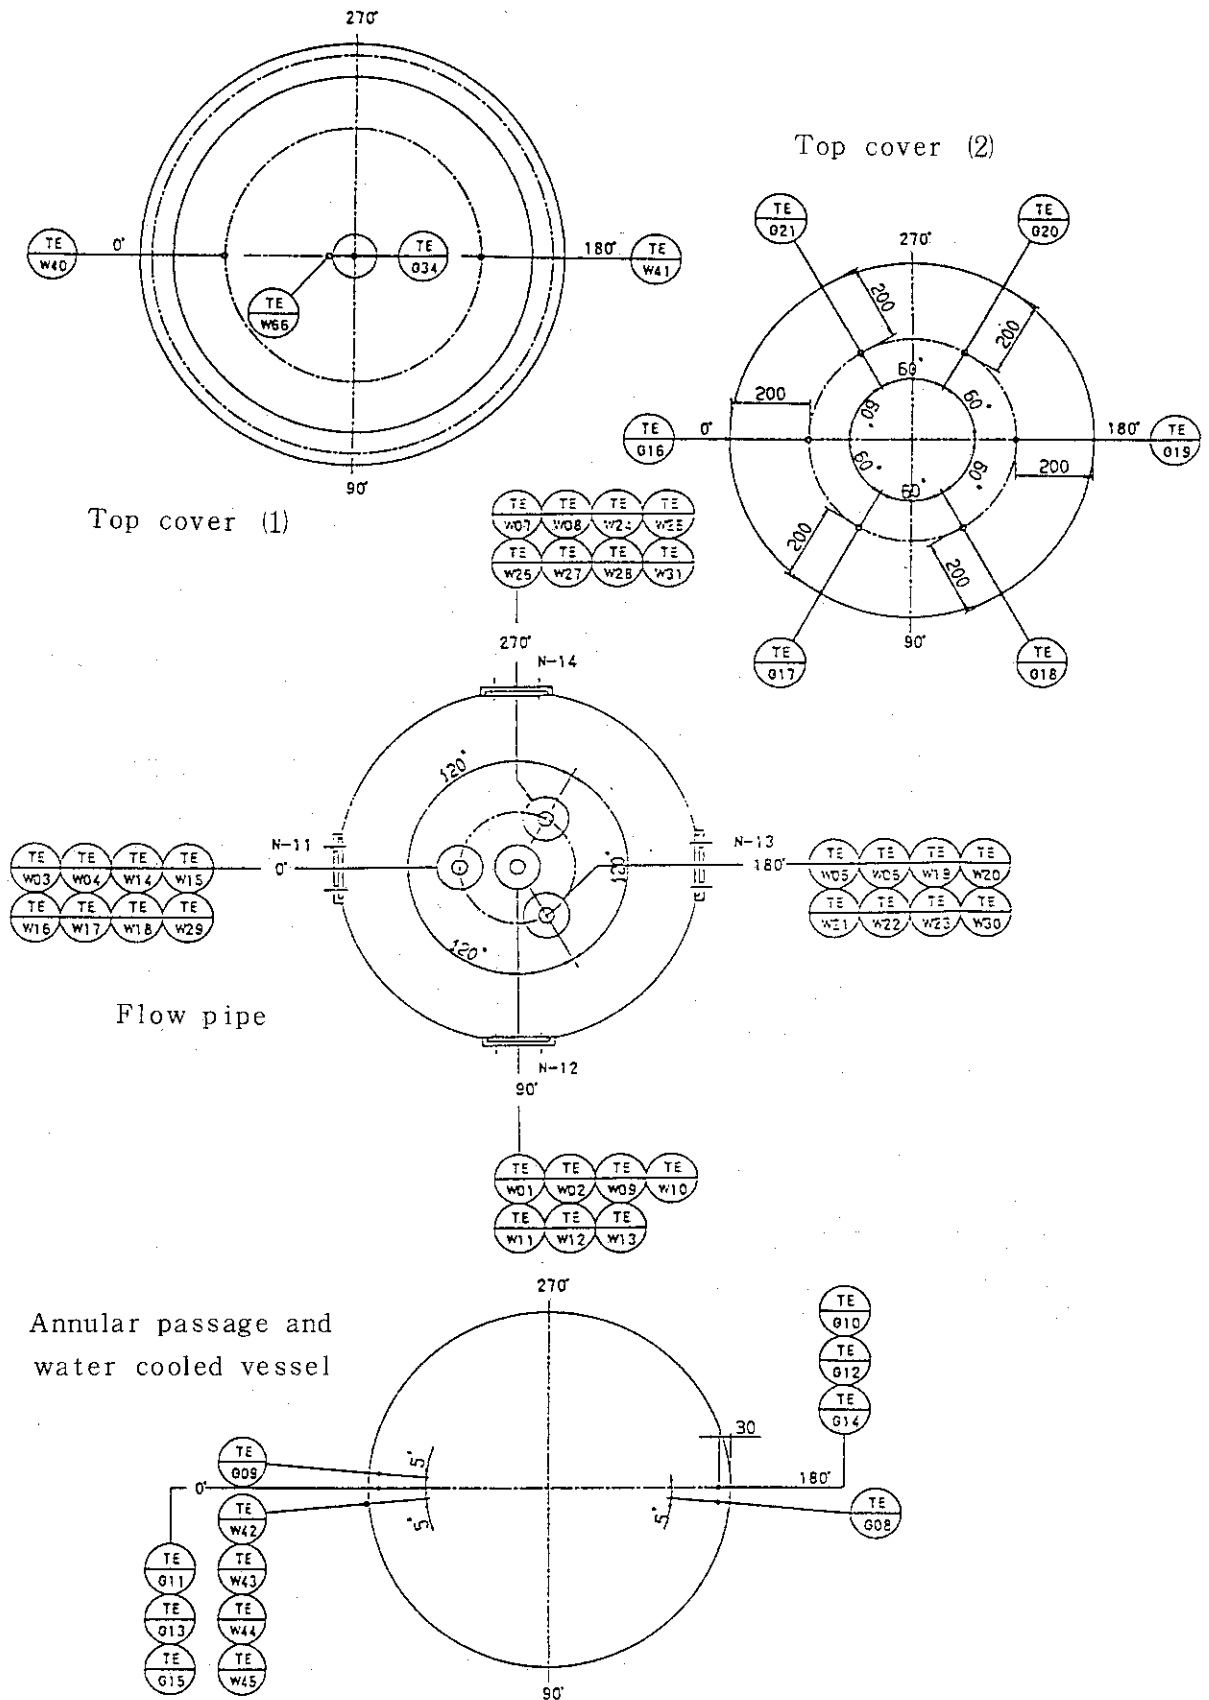 270°
Top cover (2)
TE TE
G21 G20
270°
TE 0° TE 180° TE
W40 G34 W41
TE
W66
200 200
60°
60° 60°
200
TE 0° 180° TE
G16 G19
60° 60°
200
60°
90°
Top cover (1)
200 200
TE TE TE TE
W07 W08 W24
TE TE TE TE
W27 W28 W31
90°
TE TE
G17 G18
270°
N-14
120°
N-11 N-13
TE TE TE TE 0° 120° 180° TE TE TE TE
W03 W04 W14 W15 W19 W20
TE TE TE TE TE TE TE TE
W16 W17 W18 W29 W21 W22 W23 W30
120°
Flow pipe
N-12
90°
TE TE TE TE
W01 W02 W09 W10
TE TE TE
W11 W12 W13
270°
Annular passage and
water cooled vessel
TE
G10
TE
G12
TE
G14
30
TE
G09
5°
0° 180°
TE
W42
5° 5°
TE
G08
TE TE
G11 W43
TE TE
G13 W44
TE TE
G15 W45
90°